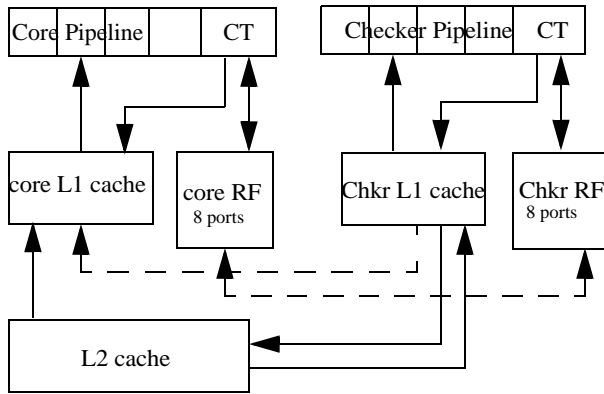 Core Pipeline
CT
Checker Pipeline
CT
core L1 cache
core RF
8 ports
Chkr L1 cache
Chkr RF
8 ports
L2 cache